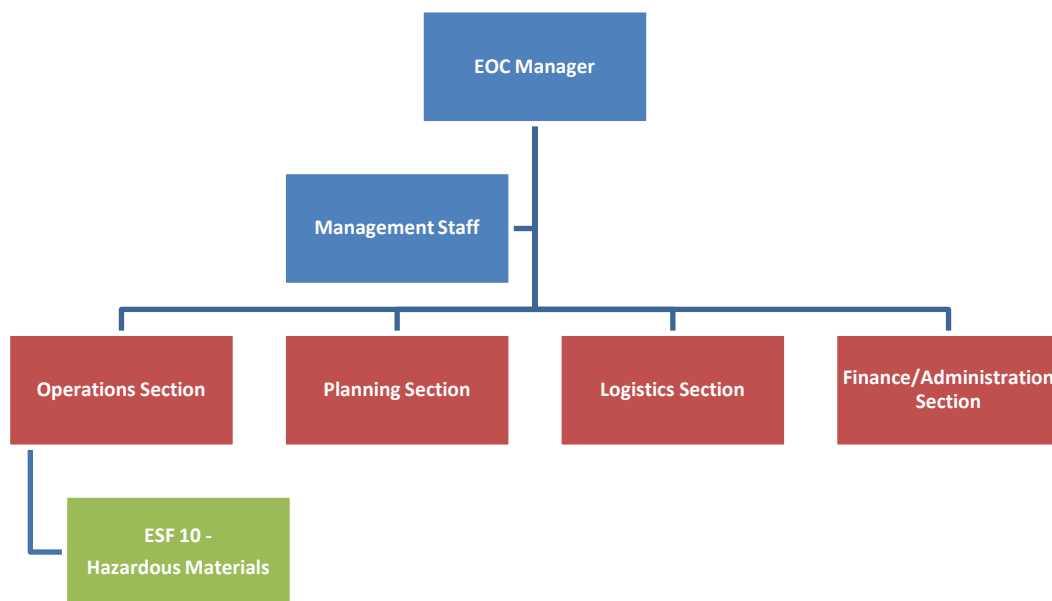 EOC Manager
Management Staff
Operations Section
Planning Section
Logistics Section
Finance/Administration
Section
ESF 10 -
Hazardous Materials